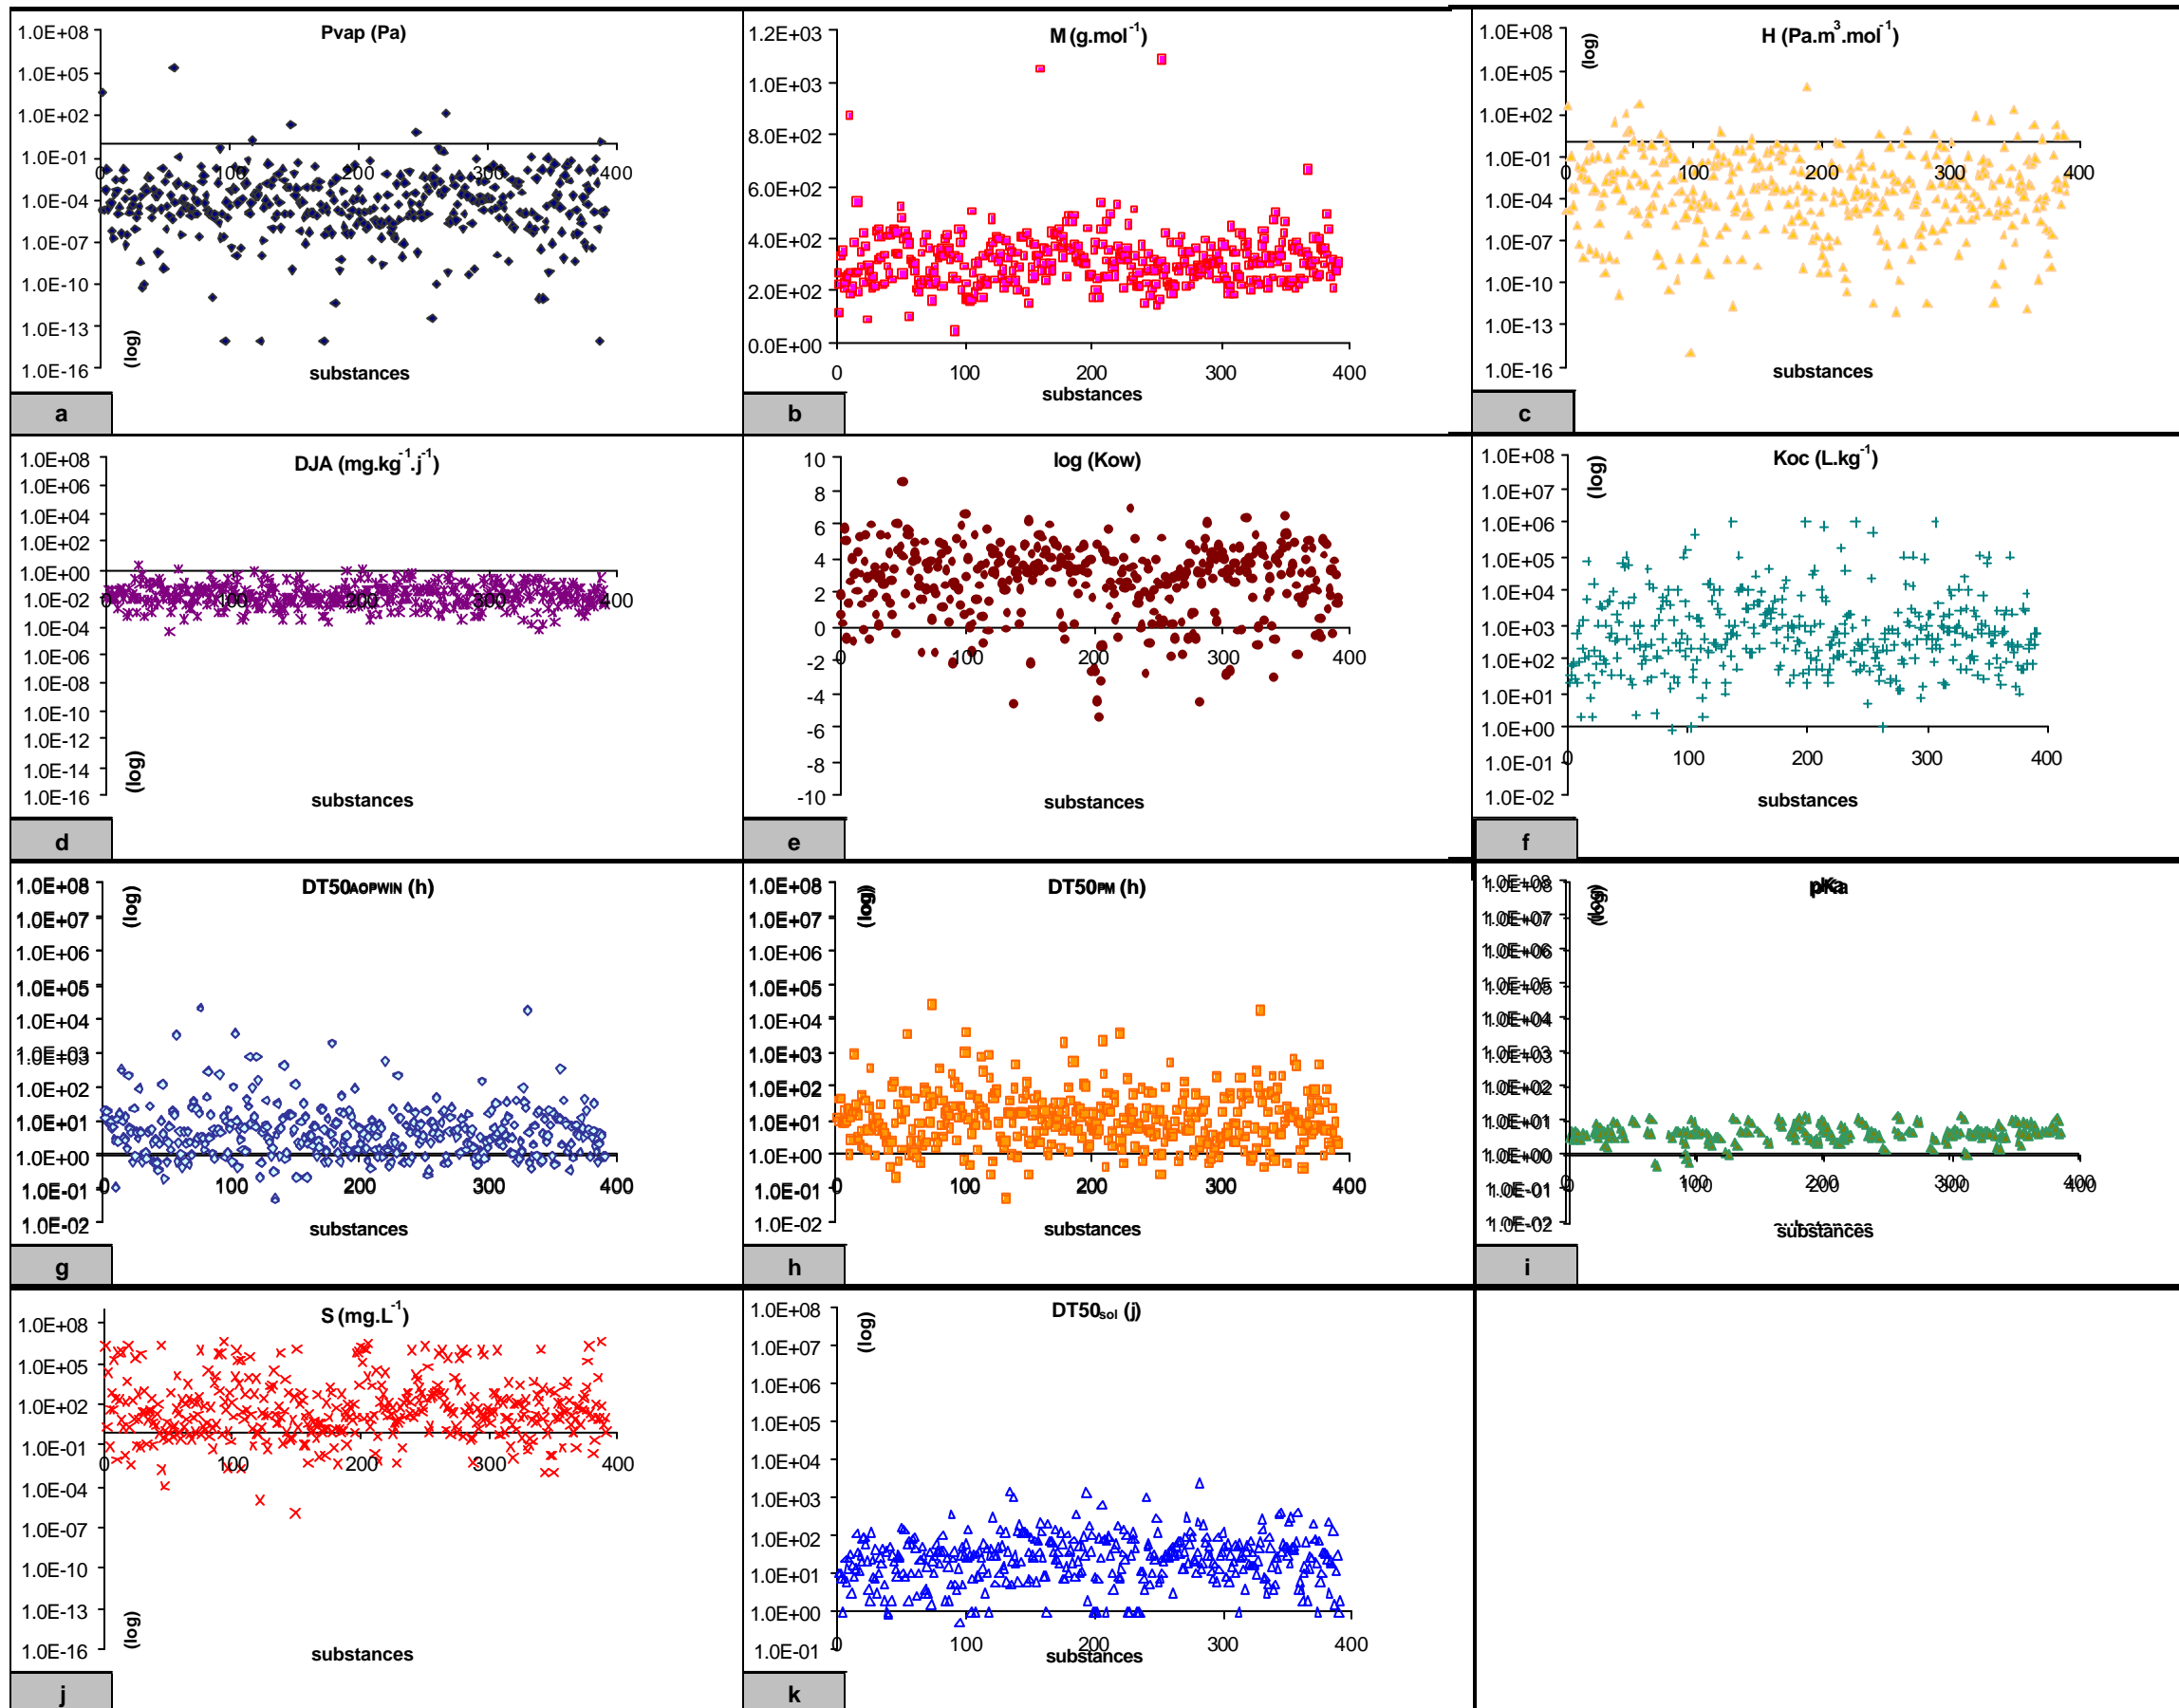 Pvap (Pa)
1.0E+08
1.0E+05
1.0E+02
1.0E-01
1.0E-04
1.0E-07
1.0E-10
1.0E-13
1.0E-16
0 100 200 300 400
(log)
substances
a
M (g.mol⁻¹)
1.2E+03
1.0E+03
8.0E+02
6.0E+02
4.0E+02
2.0E+02
0.0E+00
0 100 200 300 400
substances
b
H (Pa.m³.mol⁻¹)
(log)
1.0E+08
1.0E+05
1.0E+02
1.0E-01
1.0E-04
1.0E-07
1.0E-10
1.0E-13
1.0E-16
0 100 200 300 400
substances
c
DJA (mg.kg⁻¹.j⁻¹)
1.0E+08
1.0E+06
1.0E+04
1.0E+02
1.0E+00
1.0E-02
1.0E-04
1.0E-06
1.0E-08
1.0E-10
1.0E-12
1.0E-14
1.0E-16
0 100 200 300 400
(log)
substances
d
log (Kow)
10
8
6
4
2
0
-2
-4
-6
-8
-10
0 100 200 300 400
substances
e
Koc (L.kg⁻¹)
(log)
1.0E+08
1.0E+07
1.0E+06
1.0E+05
1.0E+04
1.0E+03
1.0E+02
1.0E+01
1.0E+00
1.0E-01
1.0E-02
0 100 200 300 400
substances
f
DT50AOPWIN (h)
(log)
1.0E+08
1.0E+07
1.0E+06
1.0E+05
1.0E+04
1.0E+03
1.0E+02
1.0E+01
1.0E+00
1.0E-01
1.0E-02
0 100 200 300 400
substances
g
DT50PM (h)
(log)
1.0E+08
1.0E+07
1.0E+06
1.0E+05
1.0E+04
1.0E+03
1.0E+02
1.0E+01
1.0E+00
1.0E-01
1.0E-02
0 100 200 300 400
substances
h
pKa
(log)
1.0E+08
1.0E+07
1.0E+06
1.0E+05
1.0E+04
1.0E+03
1.0E+02
1.0E+01
1.0E+00
1.0E-01
1.0E-02
0 100 200 300 400
substances
i
S (mg.L⁻¹)
1.0E+08
1.0E+05
1.0E+02
1.0E-01
1.0E-04
1.0E-07
1.0E-10
1.0E-13
1.0E-16
0 100 200 300 400
(log)
substances
j
DT50sol (j)
(log)
1.0E+08
1.0E+07
1.0E+06
1.0E+05
1.0E+04
1.0E+03
1.0E+02
1.0E+01
1.0E+00
1.0E-01
0 100 200 300 400
substances
k